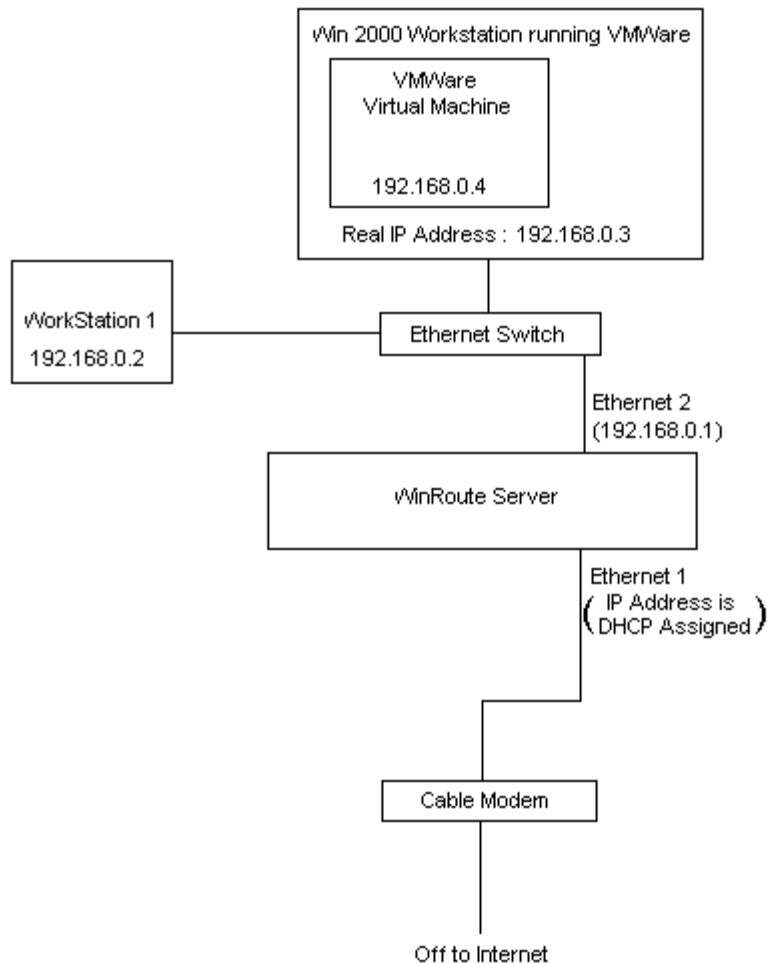 Win 2000 Workstation running VMWare
VMWare
Virtual Machine
192.168.0.4
Real IP Address : 192.168.0.3
WorkStation 1
192.168.0.2
Ethernet Switch
Ethernet 2
(192.168.0.1)
WinRoute Server
Ethernet 1
( IP Address is
DHCP Assigned )
Cable Modem
Off to Internet